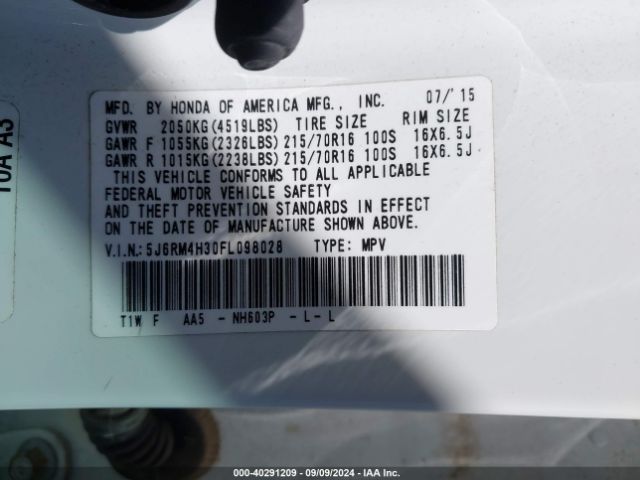 MFD. BY HONDA OF AMERICA MFG., INC. 07/'15
GVWR 2050KG(4519LBS) TIRE SIZE RIM SIZE
GAWR F 1055KG(2326LBS) 215/70R16 100S 16X6.5J
GAWR R 1015KG(2238LBS) 215/70R16 100S 16X6.5J
THIS VEHICLE CONFORMS TO ALL APPLICABLE
FEDERAL MOTOR VEHICLE SAFETY
AND THEFT PREVENTION STANDARDS IN EFFECT
ON THE DATE OF MANUFACTURE SHOWN ABOVE.
V.I.N.:5J6RM4H30FL098028 TYPE: MPV
T1W F AA5 - NH603P - L - L
10A A3
000-40291209 - 09/09/2024 - IAA Inc.